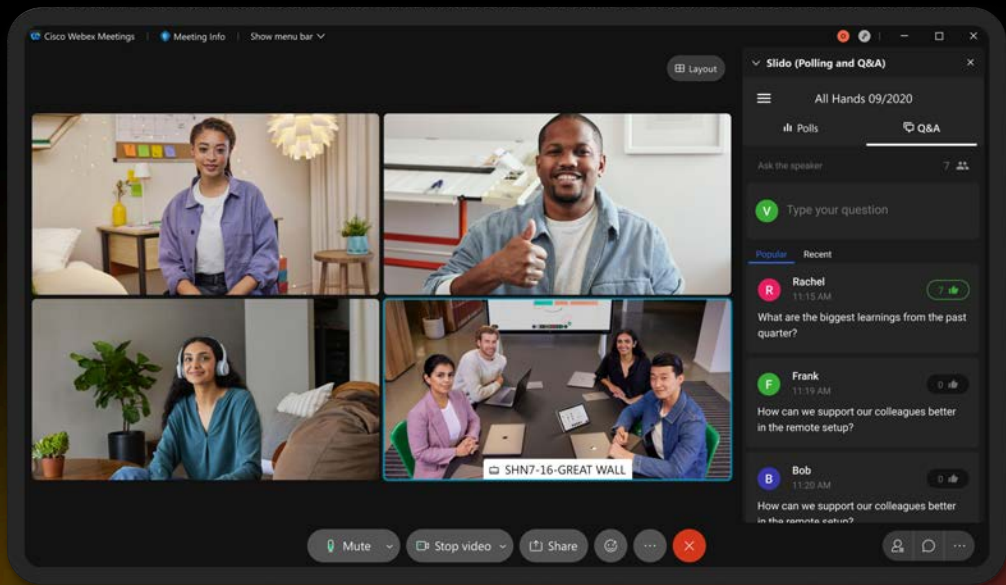 Cisco Webex Meetings
Meeting Info
Show menu bar
Layout
SHN7-16-GREAT WALL
Mute
Stop video
Share
Slido (Polling and Q&A)
All Hands 09/2020
Polls
Q&A
Ask the speaker
7
V
Type your question
Popular
Recent
R
Rachel
11:15 AM
7
What are the biggest learnings from the past
quarter?
F
Frank
11:19 AM
0
How can we support our colleagues better
in the remote setup?
B
Bob
11:20 AM
0
How can we support our colleagues better
in the remote setup?